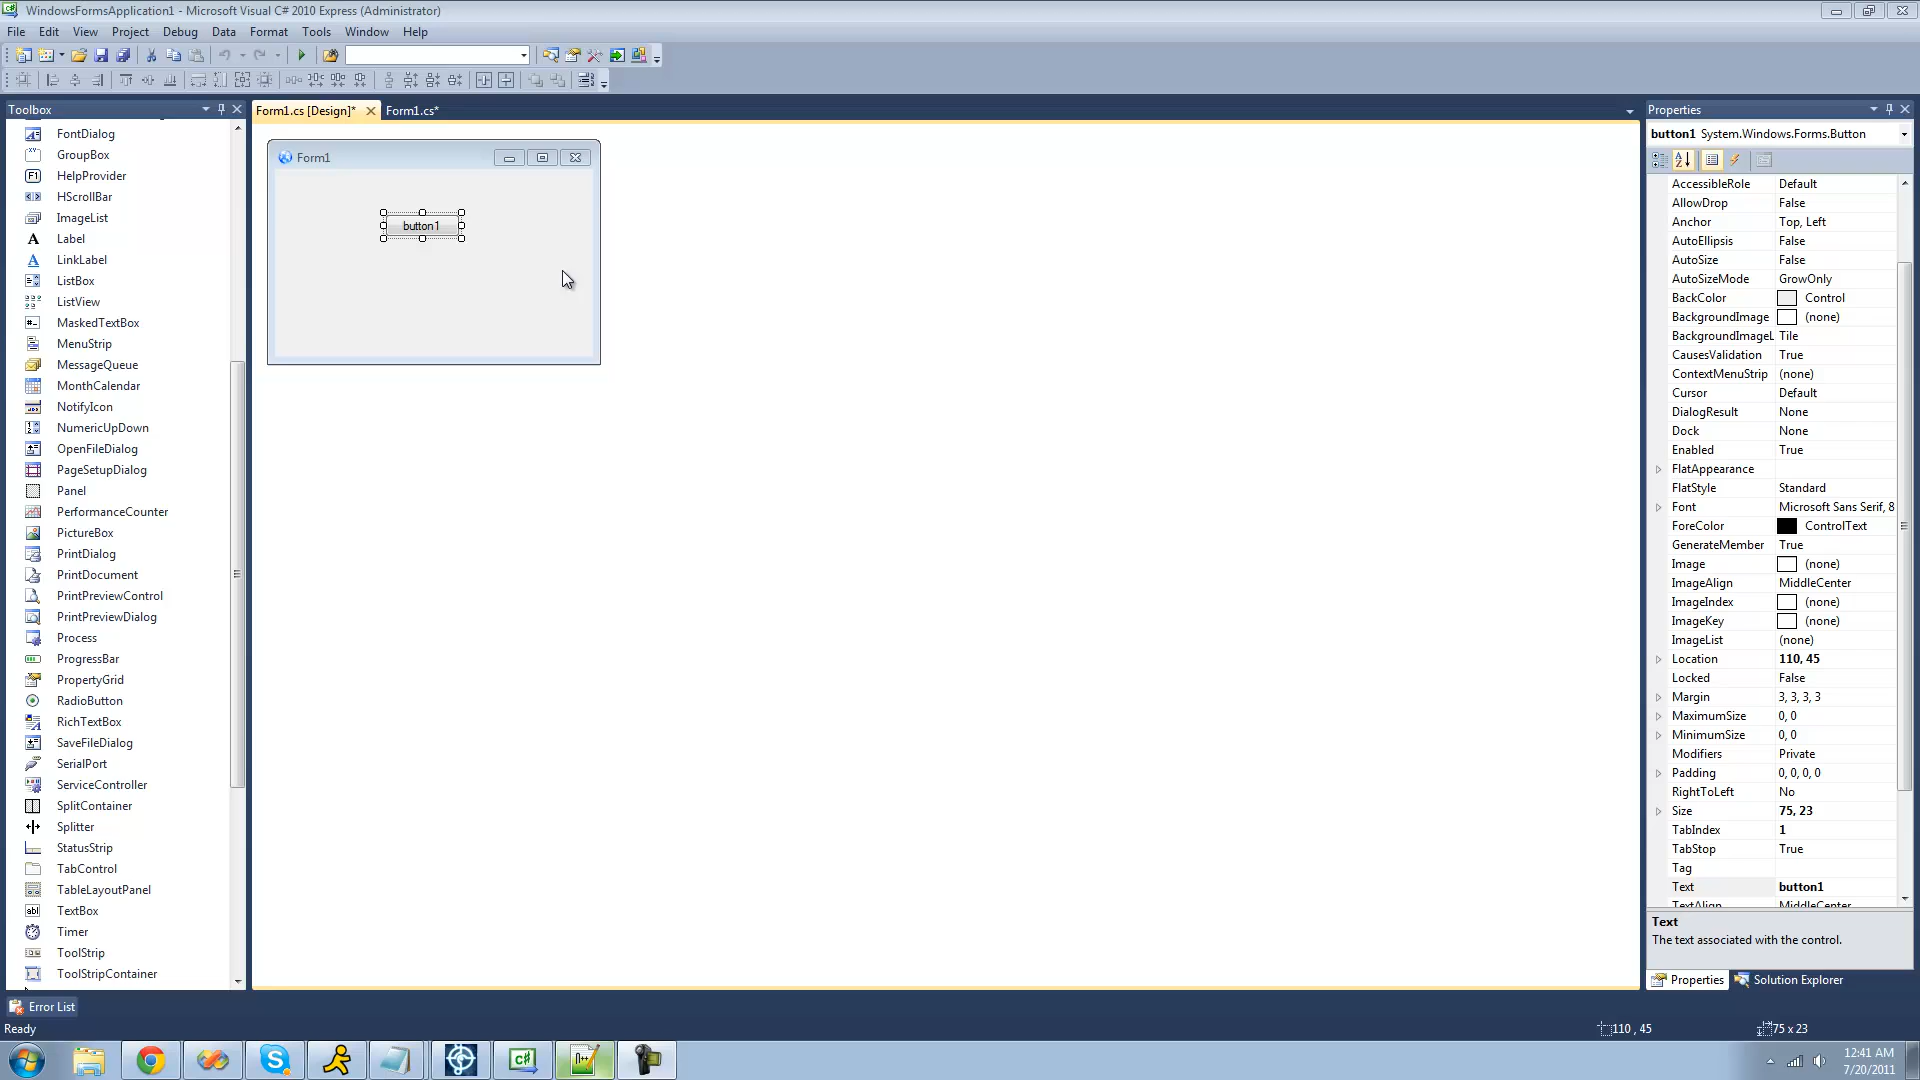 WindowsFormsApplication1 - Microsoft Visual C# 2010 Express (Administrator)
File Edit View Project Debug Data Format Tools Window Help
Toolbox
FontDialog
GroupBox
HelpProvider
HScrollBar
ImageList
Label
LinkLabel
ListBox
ListView
MaskedTextBox
MenuStrip
MessageQueue
MonthCalendar
NotifyIcon
NumericUpDown
OpenFileDialog
PageSetupDialog
Panel
PerformanceCounter
PictureBox
PrintDialog
PrintDocument
PrintPreviewControl
PrintPreviewDialog
Process
ProgressBar
PropertyGrid
RadioButton
RichTextBox
SaveFileDialog
SerialPort
ServiceController
SplitContainer
Splitter
StatusStrip
TabControl
TableLayoutPanel
TextBox
Timer
ToolStrip
ToolStripContainer
Form1.cs [Design]* Form1.cs*
Form1
button1
Properties
button1 System.Windows.Forms.Button
AccessibleRole Default
AllowDrop False
Anchor Top, Left
AutoEllipsis False
AutoSize False
AutoSizeMode GrowOnly
BackColor Control
BackgroundImage (none)
BackgroundImageL Tile
CausesValidation True
ContextMenuStrip (none)
Cursor Default
DialogResult None
Dock None
Enabled True
FlatAppearance
FlatStyle Standard
Font Microsoft Sans Serif, 8
ForeColor ControlText
GenerateMember True
Image (none)
ImageAlign MiddleCenter
ImageIndex (none)
ImageKey (none)
ImageList (none)
Location 110, 45
Locked False
Margin 3, 3, 3, 3
MaximumSize 0, 0
MinimumSize 0, 0
Modifiers Private
Padding 0, 0, 0, 0
RightToLeft No
Size 75, 23
TabIndex 1
TabStop True
Tag
Text button1
TextAlign MiddleCenter
Text
The text associated with the control.
Properties Solution Explorer
Error List
Ready 110 , 45 75 x 23
12:41 AM
7/20/2011